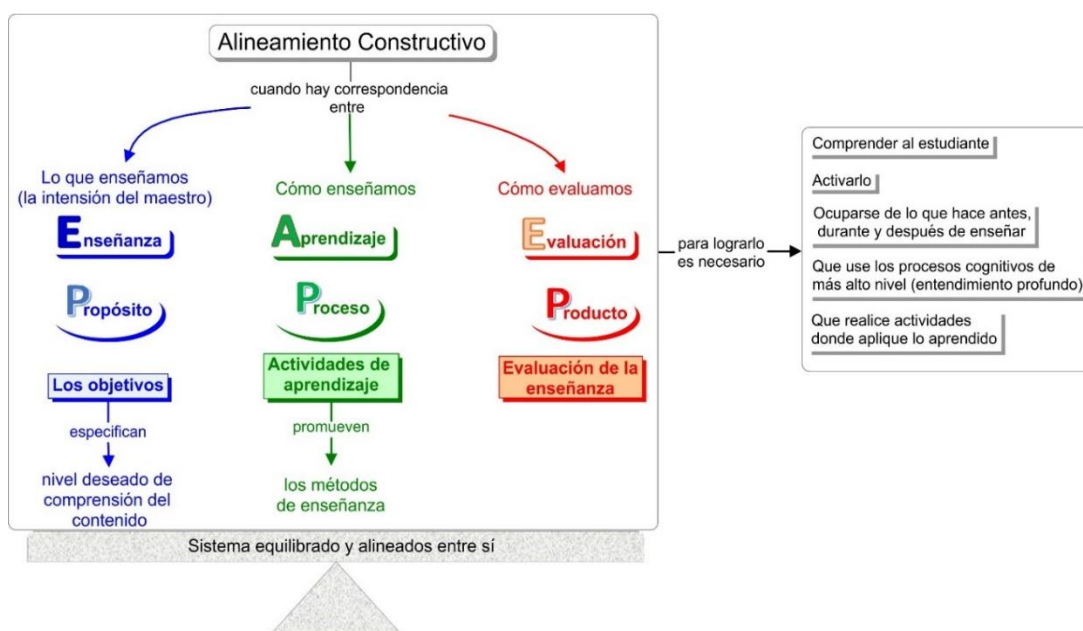 Alineamiento Constructivo
cuando hay correspondencia
entre
Lo que enseñamos
(la intensión del maestro)
Enseñanza
Propósito
Los objetivos
especifican
nivel deseado de
comprensión del
contenido
Cómo enseñamos
Aprendizaje
Proceso
Actividades de
aprendizaje
promueven
los métodos
de enseñanza
Cómo evaluamos
Evaluación
Producto
Evaluación de la
enseñanza
para lograrlo
es necesario
Comprender al estudiante
Activarlo
Ocuparse de lo que hace antes,
durante y después de enseñar
Que use los procesos cognitivos de
más alto nivel (entendimiento profundo)
Que realice actividades
donde aplique lo aprendido
Sistema equilibrado y alineados entre sí